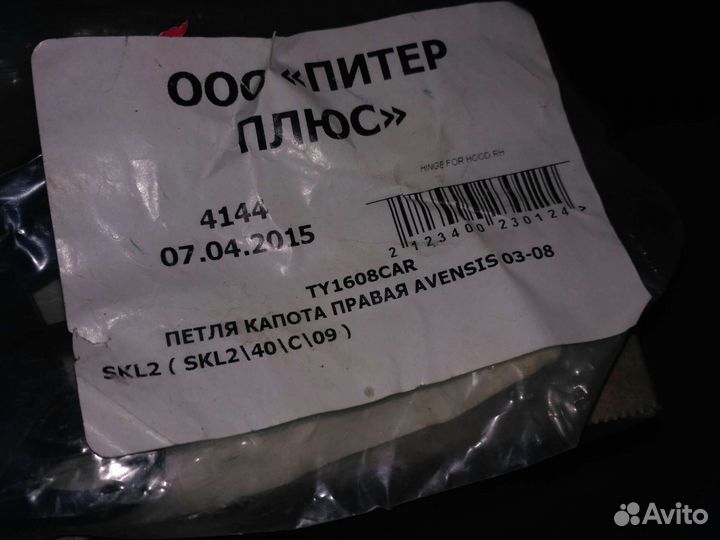 ООО «ПИТЕР
ПЛЮС»
HINGE FOR HOOD RH
4144
07.04.2015
2 123400 230124 >
TY1608CAR
ПЕТЛЯ КАПОТА ПРАВАЯ AVENSIS 03-08
SKL2 ( SKL2\40\C\09 )
Avito